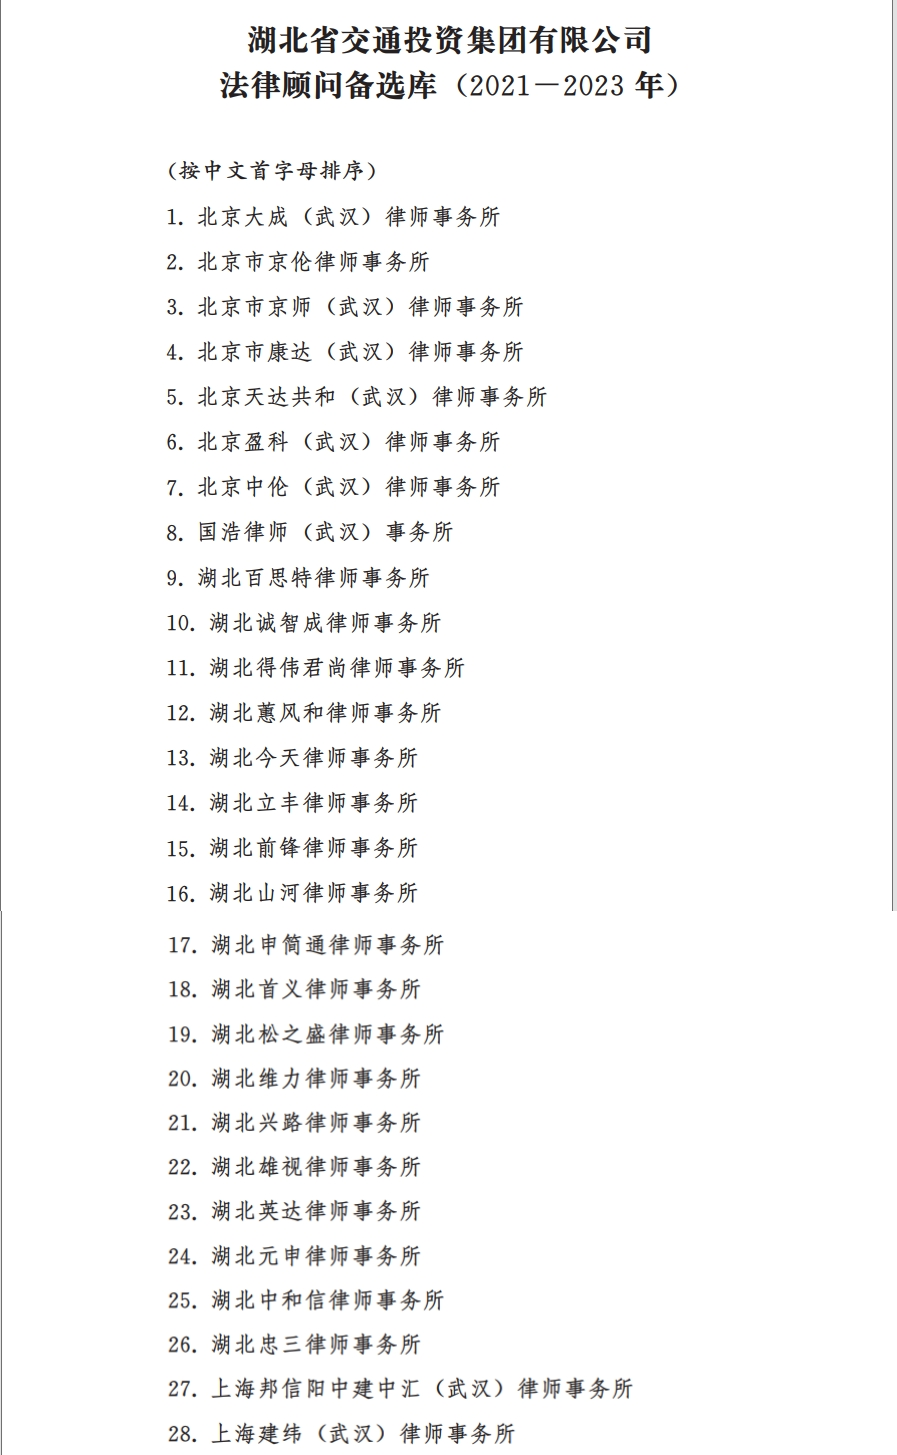 湖北省交通投资集团有限公司
法律顾问备选库（2021－2023 年）
（按中文首字母排序）
1. 北京大成（武汉）律师事务所
2. 北京市京伦律师事务所
3. 北京市京师（武汉）律师事务所
4. 北京市康达（武汉）律师事务所
5. 北京天达共和（武汉）律师事务所
6. 北京盈科（武汉）律师事务所
7. 北京中伦（武汉）律师事务所
8. 国浩律师（武汉）事务所
9. 湖北百思特律师事务所
10. 湖北诚智成律师事务所
11. 湖北得伟君尚律师事务所
12. 湖北蕙风和律师事务所
13. 湖北今天律师事务所
14. 湖北立丰律师事务所
15. 湖北前锋律师事务所
16. 湖北山河律师事务所
17. 湖北申简通律师事务所
18. 湖北首义律师事务所
19. 湖北松之盛律师事务所
20. 湖北维力律师事务所
21. 湖北兴路律师事务所
22. 湖北雄视律师事务所
23. 湖北英达律师事务所
24. 湖北元申律师事务所
25. 湖北中和信律师事务所
26. 湖北忠三律师事务所
27. 上海邦信阳中建中汇（武汉）律师事务所
28. 上海建纬（武汉）律师事务所